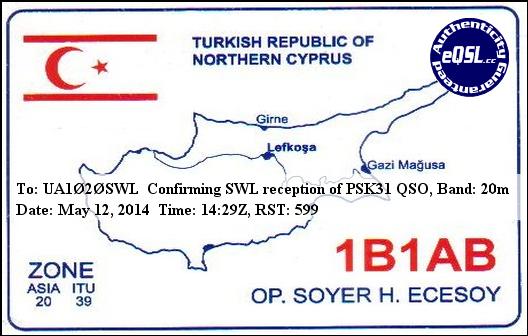 TURKISH REPUBLIC OF
NORTHERN CYPRUS
Authenticity
eQSL.cc
Guaranteed
Girne
Lefkoşa
Gazi Mağusa
To: UA1Ø2ØSWL  Confirming SWL reception of PSK31 QSO, Band: 20m
Date: May 12, 2014  Time: 14:29Z, RST: 599
1B1AB
ZONE
ASIA ITU
20 39
OP. SOYER H. ECESOY